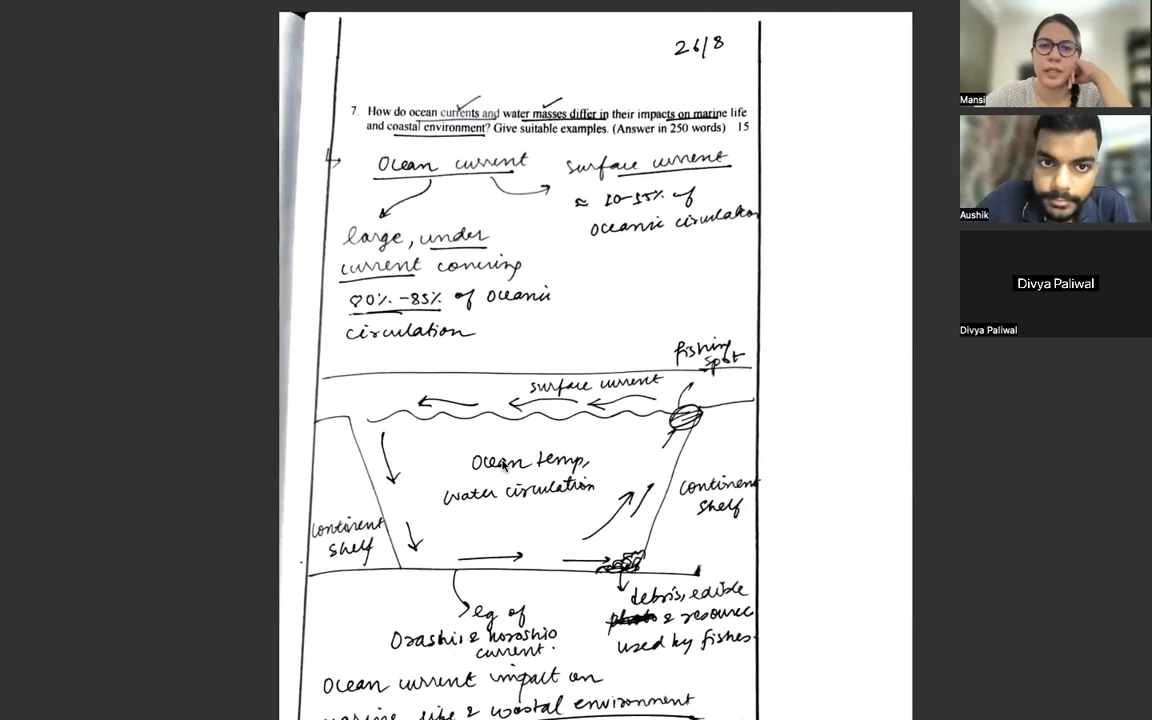 26/8
7. How do ocean currents and water masses differ in their impacts on marine life
and coastal environment? Give suitable examples. (Answer in 250 words) 15
Ocean current
surface current
≈ 10-15% of
oceanic circulation
large, under
current covering
80% -85% of oceanic
circulation
fishing
spot
surface current
Ocean temp,
water circulation
continent
shelf
continent
shelf
debris, edible
& resource
used by fishes.
eg of
Orashio & Koroshio
current.
Ocean current impact on
marine life & coastal environment
Mansi
Aushik
Divya Paliwal
Divya Paliwal